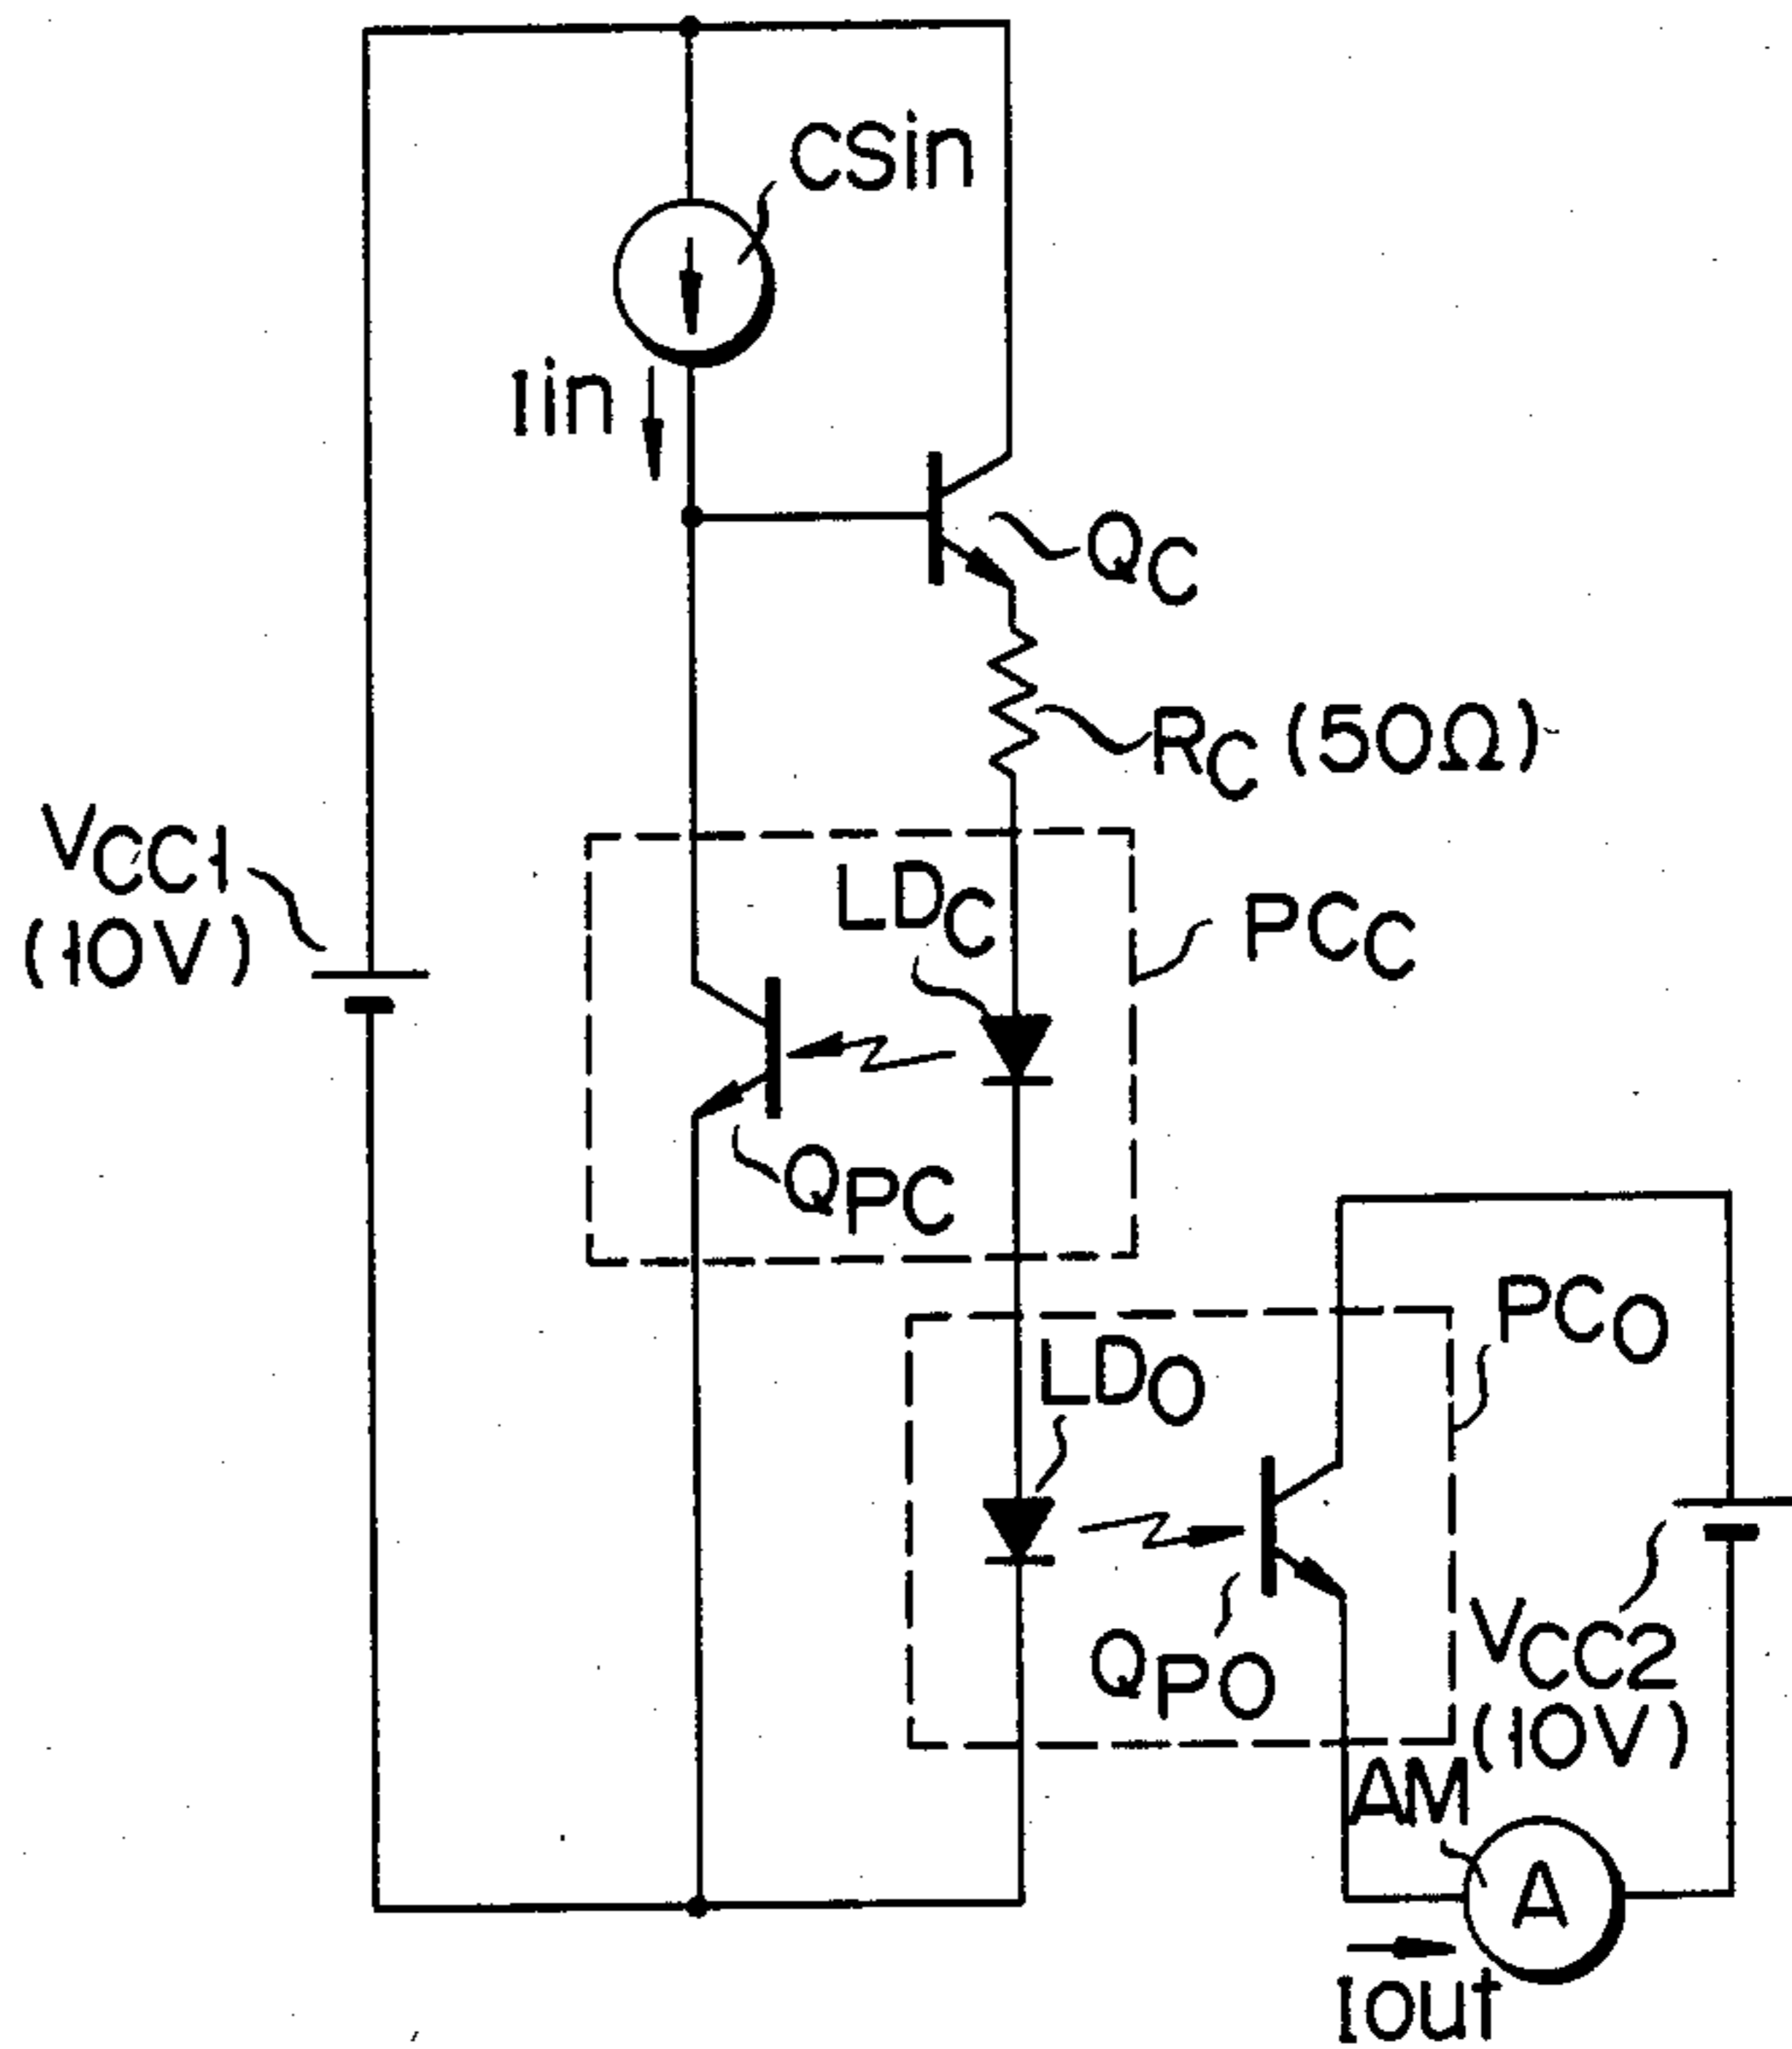 CSin
Iin
QC
RC (50Ω)
VCC1
(10V)
LDC
PCC
QPC
PCO
LDO
QPO
VCC2
(10V)
AM
A
Iout